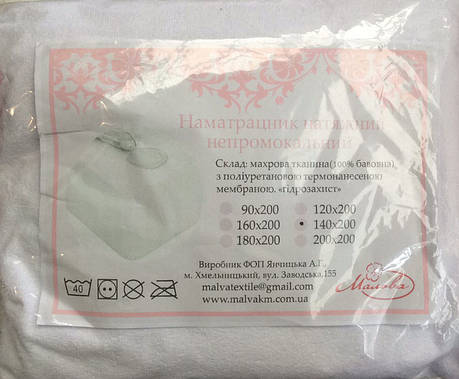 Наматрацник натяжний
непромокальний
Склад: махрова тканина(100% бавовна)
з поліуретановою термонанесеною
мембраною. «гідрозахист»
90x200 120x200
160x200 • 140x200
180x200 200x200
Виробник ФОП Янчицька А.Г.
м. Хмельницький, вул. Заводська,155
malvatextile@gmail.com
www.malvakm.com.ua
40
Мальва